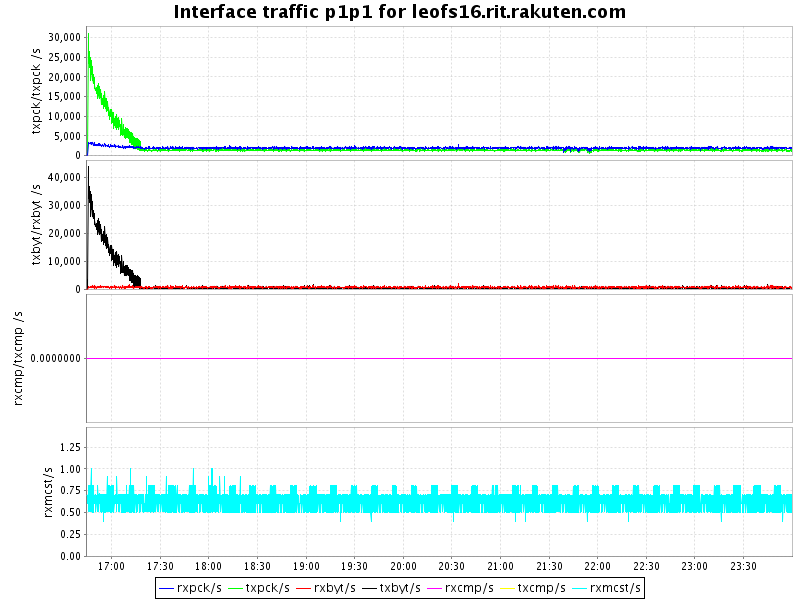 Interface traffic p1p1 for leofs16.rit.rakuten.com
txpck/txpck /s
30,000
25,000
20,000
15,000
10,000
5,000
0
txbyt/rxbyt /s
40,000
30,000
20,000
10,000
0
rxcmp/txcmp /s
0.0000000
rxmcst/s
1.25
1.00
0.75
0.50
0.25
0.00
17:00 17:30 18:00 18:30 19:00 19:30 20:00 20:30 21:00 21:30 22:00 22:30 23:00 23:30
rxpck/s txpck/s rxbyt/s txbyt/s rxcmp/s txcmp/s rxmcst/s